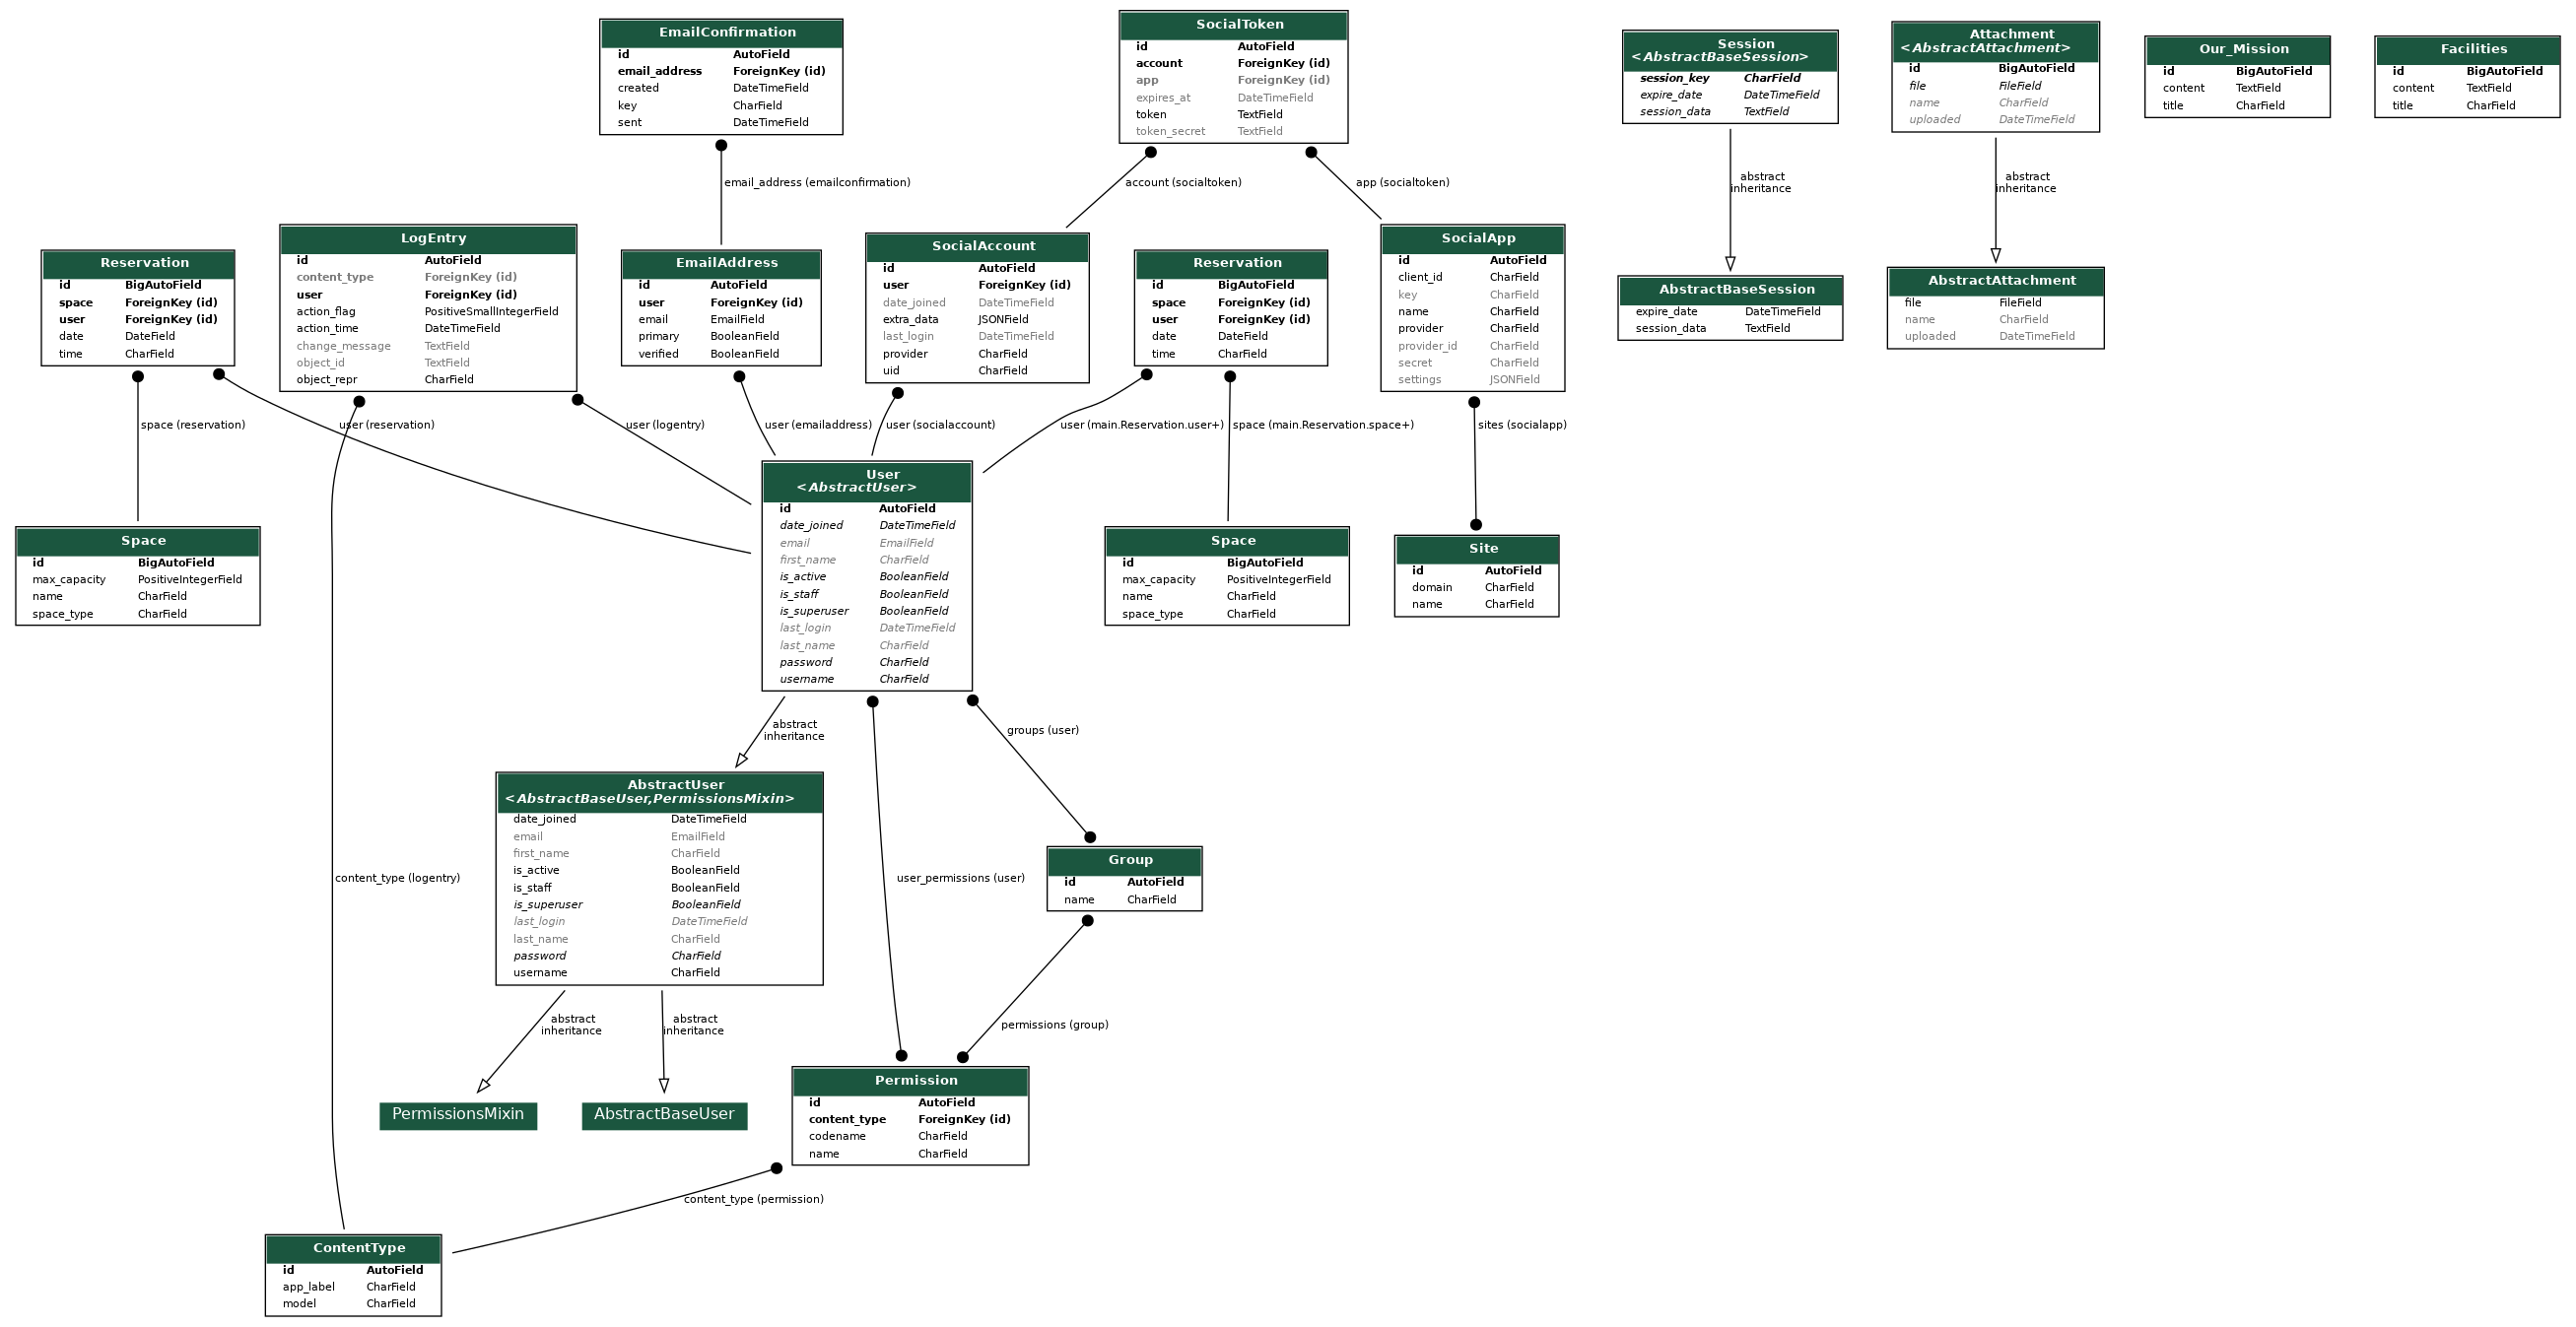 EmailConfirmation
id AutoField
email_address ForeignKey (id)
created DateTimeField
key CharField
sent DateTimeField
SocialToken
id AutoField
account ForeignKey (id)
app ForeignKey (id)
expires_at DateTimeField
token TextField
token_secret TextField
Session
<AbstractBaseSession>
session_key CharField
expire_date DateTimeField
session_data TextField
Attachment
<AbstractAttachment>
id BigAutoField
file FileField
name CharField
uploaded DateTimeField
Our_Mission
id BigAutoField
content TextField
title CharField
Facilities
id BigAutoField
content TextField
title CharField
email_address (emailconfirmation)
account (socialtoken)
app (socialtoken)
abstract
inheritance
abstract
inheritance
Reservation
id BigAutoField
space ForeignKey (id)
user ForeignKey (id)
date DateField
time CharField
LogEntry
id AutoField
content_type ForeignKey (id)
user ForeignKey (id)
action_flag PositiveSmallIntegerField
action_time DateTimeField
change_message TextField
object_id TextField
object_repr CharField
EmailAddress
id AutoField
user ForeignKey (id)
email EmailField
primary BooleanField
verified BooleanField
SocialAccount
id AutoField
user ForeignKey (id)
date_joined DateTimeField
extra_data JSONField
last_login DateTimeField
provider CharField
uid CharField
Reservation
id BigAutoField
space ForeignKey (id)
user ForeignKey (id)
date DateField
time CharField
SocialApp
id AutoField
client_id CharField
key CharField
name CharField
provider CharField
provider_id CharField
secret CharField
settings JSONField
AbstractBaseSession
expire_date DateTimeField
session_data TextField
AbstractAttachment
file FileField
name CharField
uploaded DateTimeField
space (reservation)
user (reservation)
user (logentry)
user (emailaddress)
user (socialaccount)
user (main.Reservation.user+)
space (main.Reservation.space+)
sites (socialapp)
Space
id BigAutoField
max_capacity PositiveIntegerField
name CharField
space_type CharField
User
<AbstractUser>
id AutoField
date_joined DateTimeField
email EmailField
first_name CharField
is_active BooleanField
is_staff BooleanField
is_superuser BooleanField
last_login DateTimeField
last_name CharField
password CharField
username CharField
Space
id BigAutoField
max_capacity PositiveIntegerField
name CharField
space_type CharField
Site
id AutoField
domain CharField
name CharField
abstract
inheritance
groups (user)
AbstractUser
<AbstractBaseUser,PermissionsMixin>
date_joined DateTimeField
email EmailField
first_name CharField
is_active BooleanField
is_staff BooleanField
is_superuser BooleanField
last_login DateTimeField
last_name CharField
password CharField
username CharField
content_type (logentry)
user_permissions (user)
Group
id AutoField
name CharField
abstract
inheritance
abstract
inheritance
permissions (group)
PermissionsMixin
AbstractBaseUser
Permission
id AutoField
content_type ForeignKey (id)
codename CharField
name CharField
content_type (permission)
ContentType
id AutoField
app_label CharField
model CharField